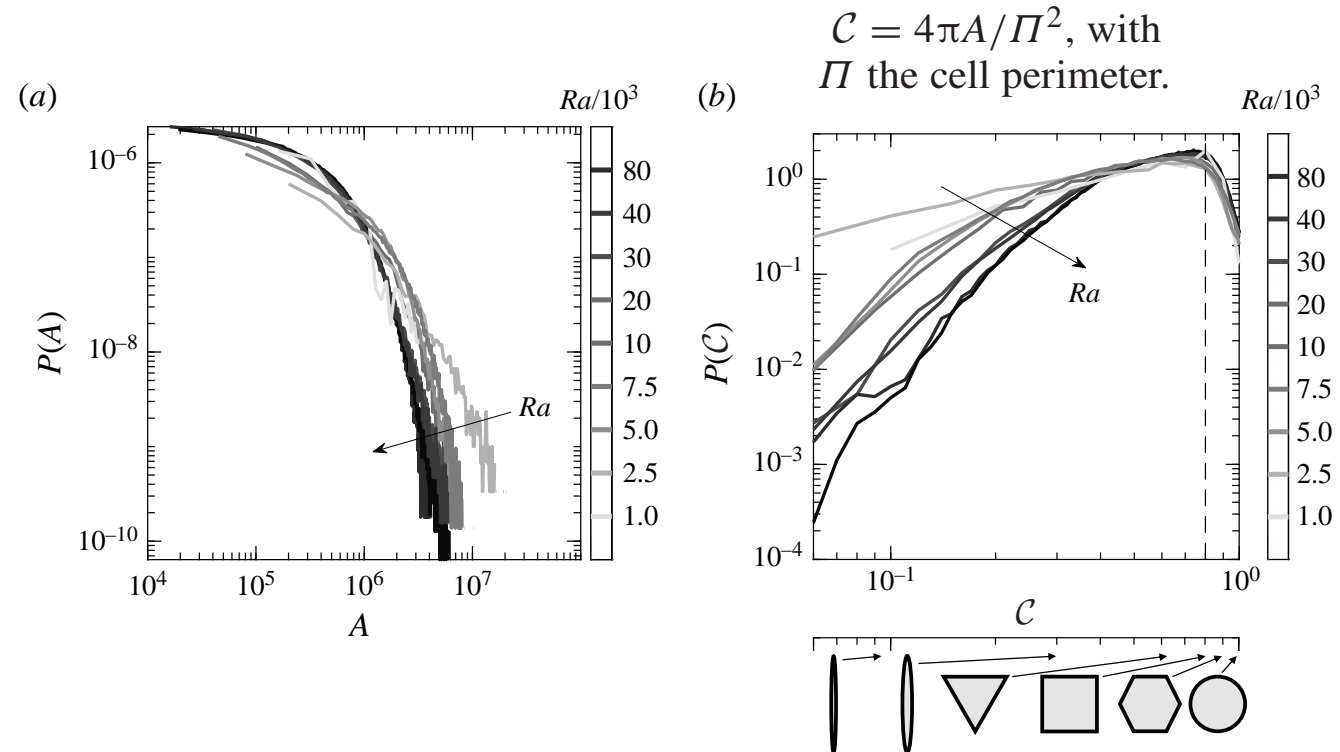 𝒞 = 4πA/Π², with
Π the cell perimeter.
(a)
Ra/10³
10⁻⁶
10⁻⁸
10⁻¹⁰
P(A)
10⁴ 10⁵ 10⁶ 10⁷
A
Ra
80
40
30
20
10
7.5
5.0
2.5
1.0
(b)
Ra/10³
10⁰
10⁻¹
10⁻²
10⁻³
10⁻⁴
P(𝒞)
10⁻¹ 10⁰
𝒞
Ra
80
40
30
20
10
7.5
5.0
2.5
1.0